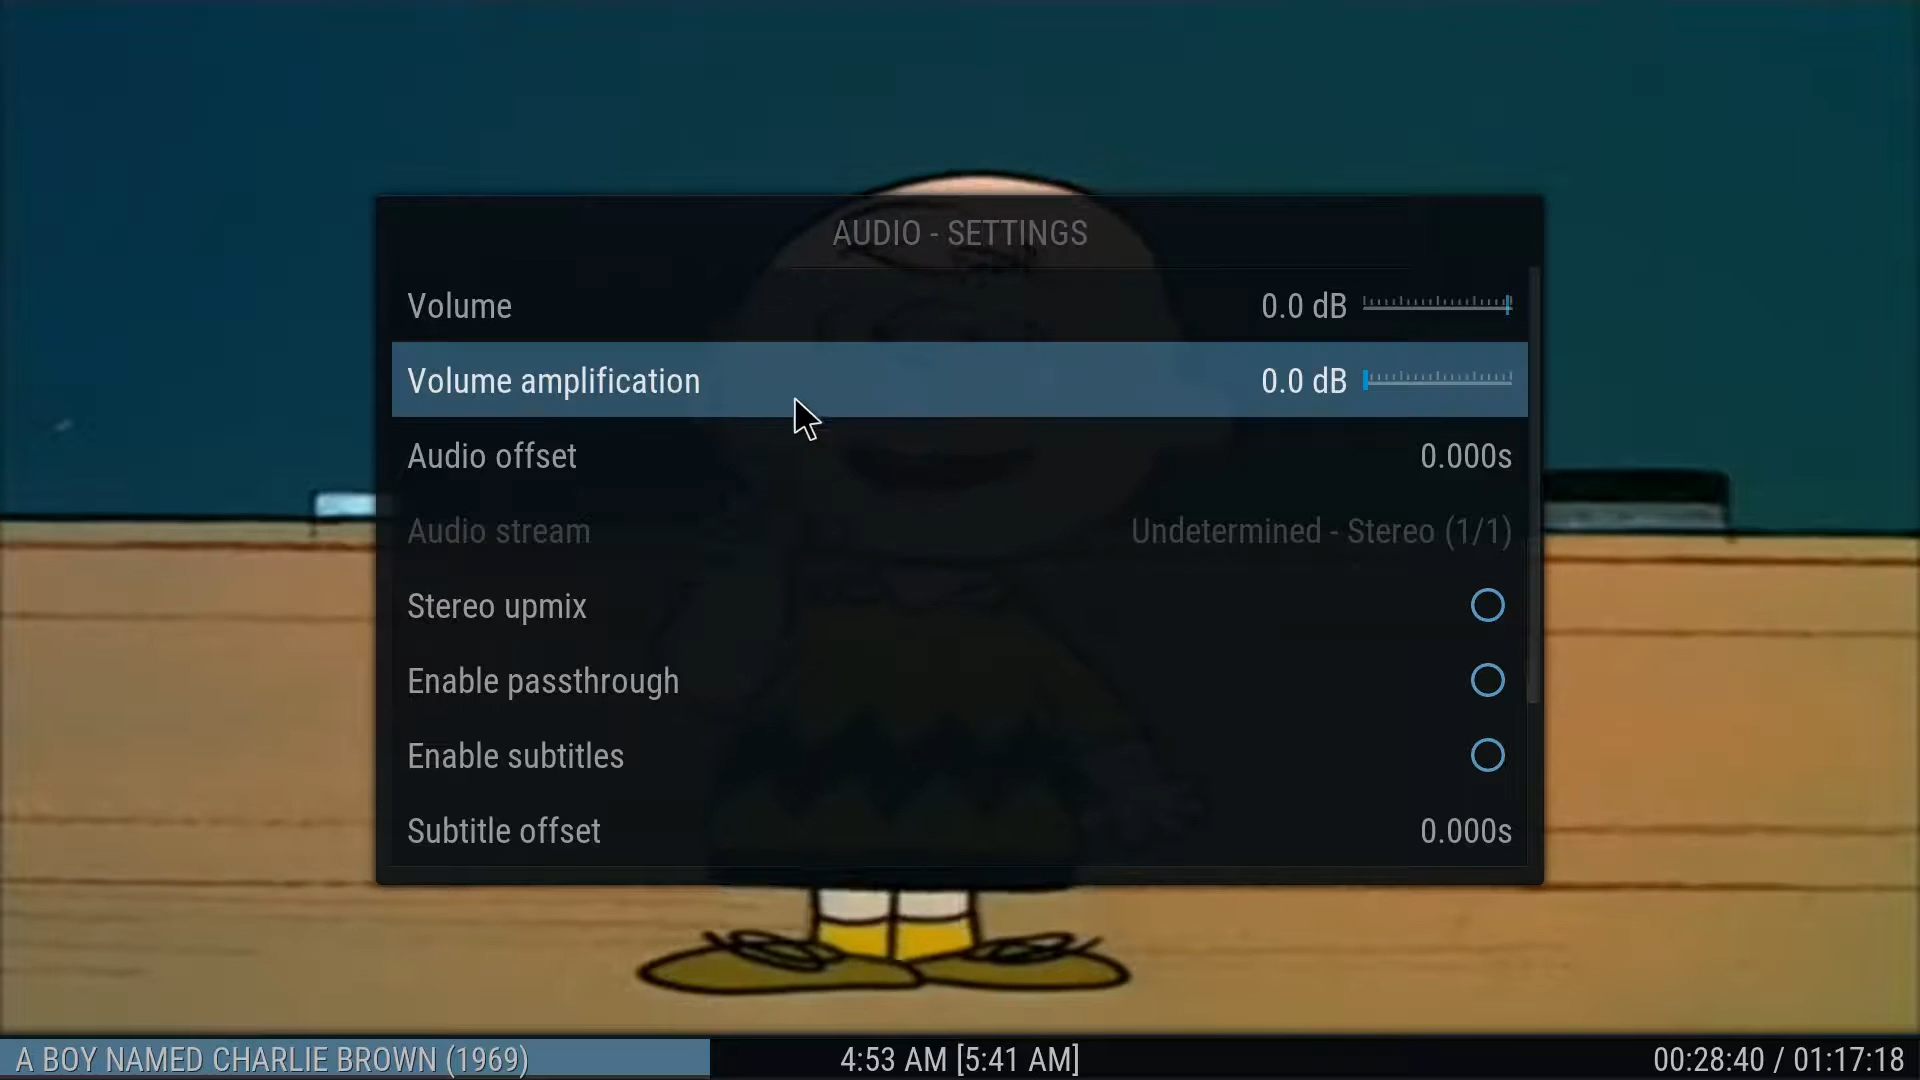 AUDIO - SETTINGS
Volume 0.0 dB
Volume amplification 0.0 dB
Audio offset 0.000s
Audio stream Undetermined - Stereo (1/1)
Stereo upmix
Enable passthrough
Enable subtitles
Subtitle offset 0.000s
A BOY NAMED CHARLIE BROWN (1969) 4:53 AM [5:41 AM] 00:28:40 / 01:17:18